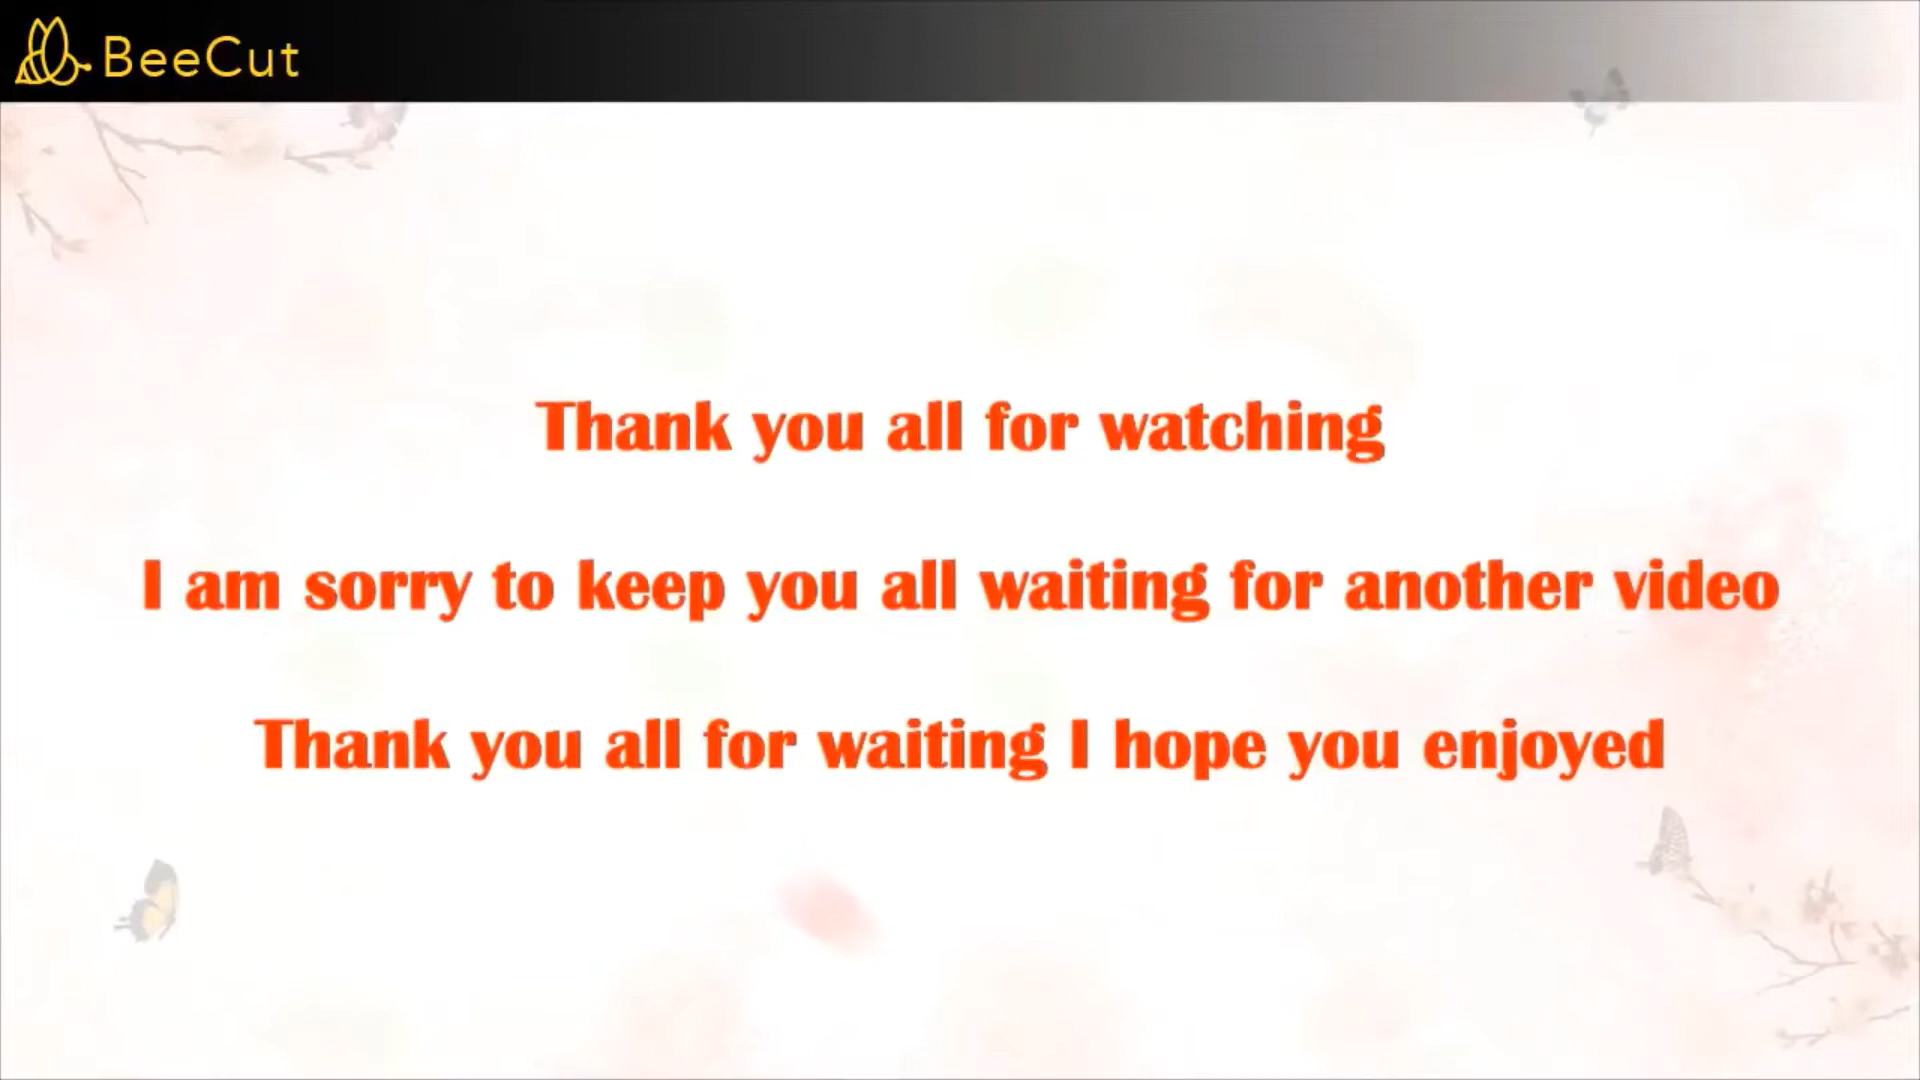 BeeCut
Thank you all for watching
I am sorry to keep you all waiting for another video
Thank you all for waiting I hope you enjoyed